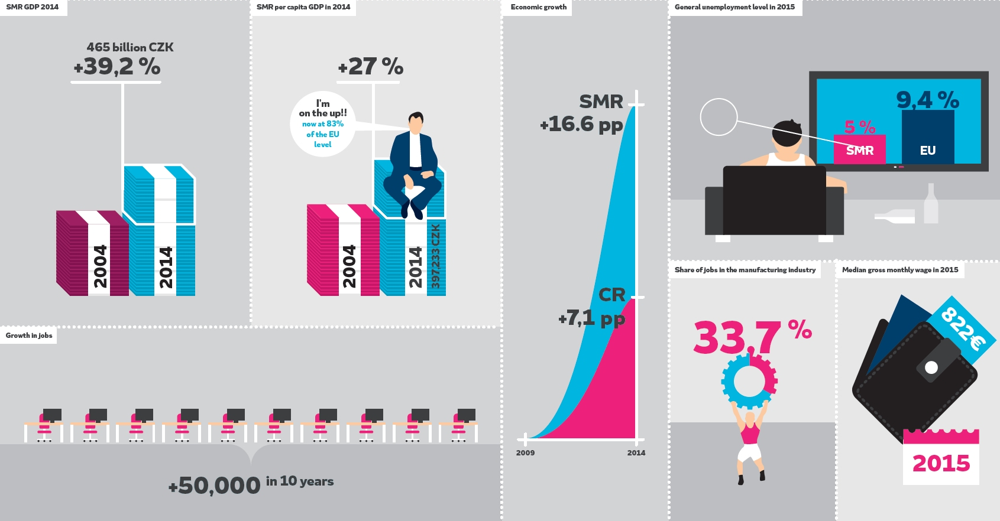 SMR GDP 2014
465 billion CZK
+39,2 %
2004
2014
SMR per capita GDP in 2014
+27 %
I'm
on the up!!
now at 83%
of the EU
level
2004
2014
397,233 CZK
Growth in jobs
+50,000 in 10 years
Economic growth
SMR
+16.6 pp
CR
+7,1 pp
2009
2014
General unemployment level in 2015
9,4 %
5 %
SMR
EU
Share of jobs in the manufacturing industry
33,7 %
Median gross monthly wage in 2015
822€
2015